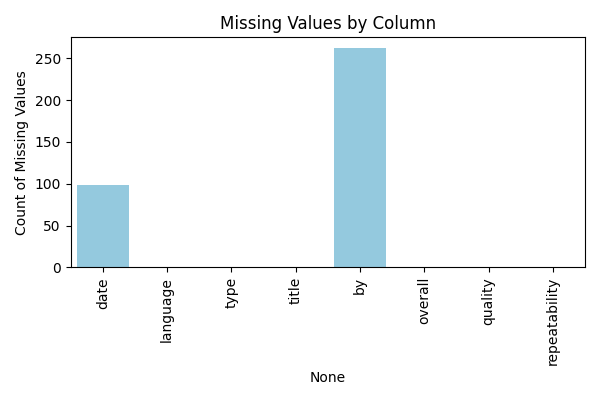 Missing Values by Column
Count of Missing Values
250
200
150
100
50
0
date
language
type
title
by
overall
quality
repeatability
None